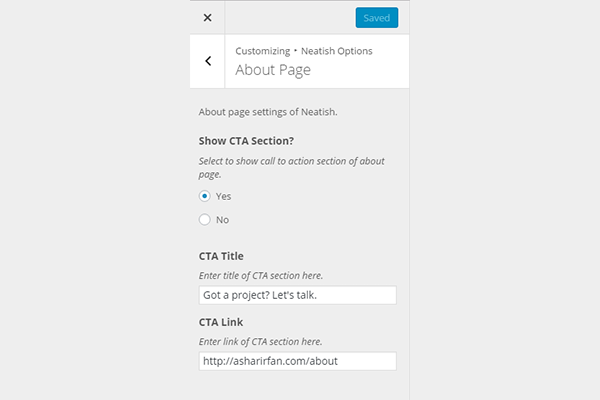 Saved
Customizing • Neatish Options
About Page
About page settings of Neatish.
Show CTA Section?
Select to show call to action section of about
page.
Yes
No
CTA Title
Enter title of CTA section here.
Got a project? Let's talk.
CTA Link
Enter link of CTA section here.
http://asharirfan.com/about